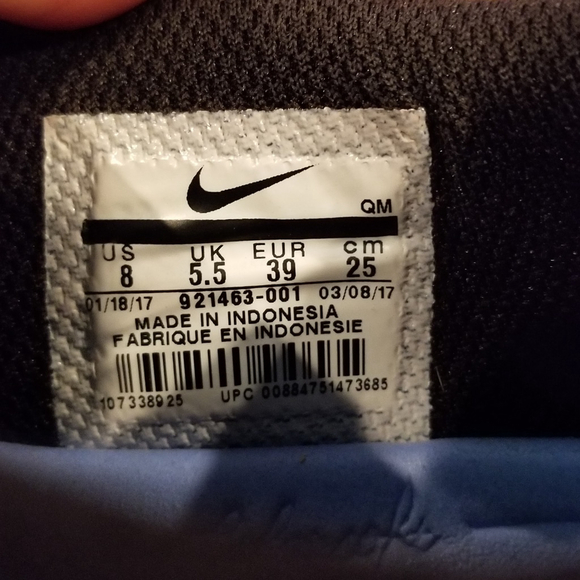 QM
US UK EUR cm
8 5.5 39 25
01/18/17 921463-001 03/08/17
MADE IN INDONESIA
FABRIQUE EN INDONESIE
107338925 UPC 00884751473685